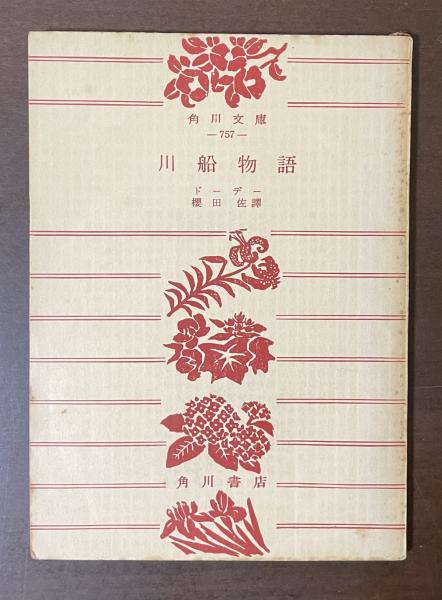 角川文庫
—757—
川船物語
ドーデー
櫻田佐譯
角川書店